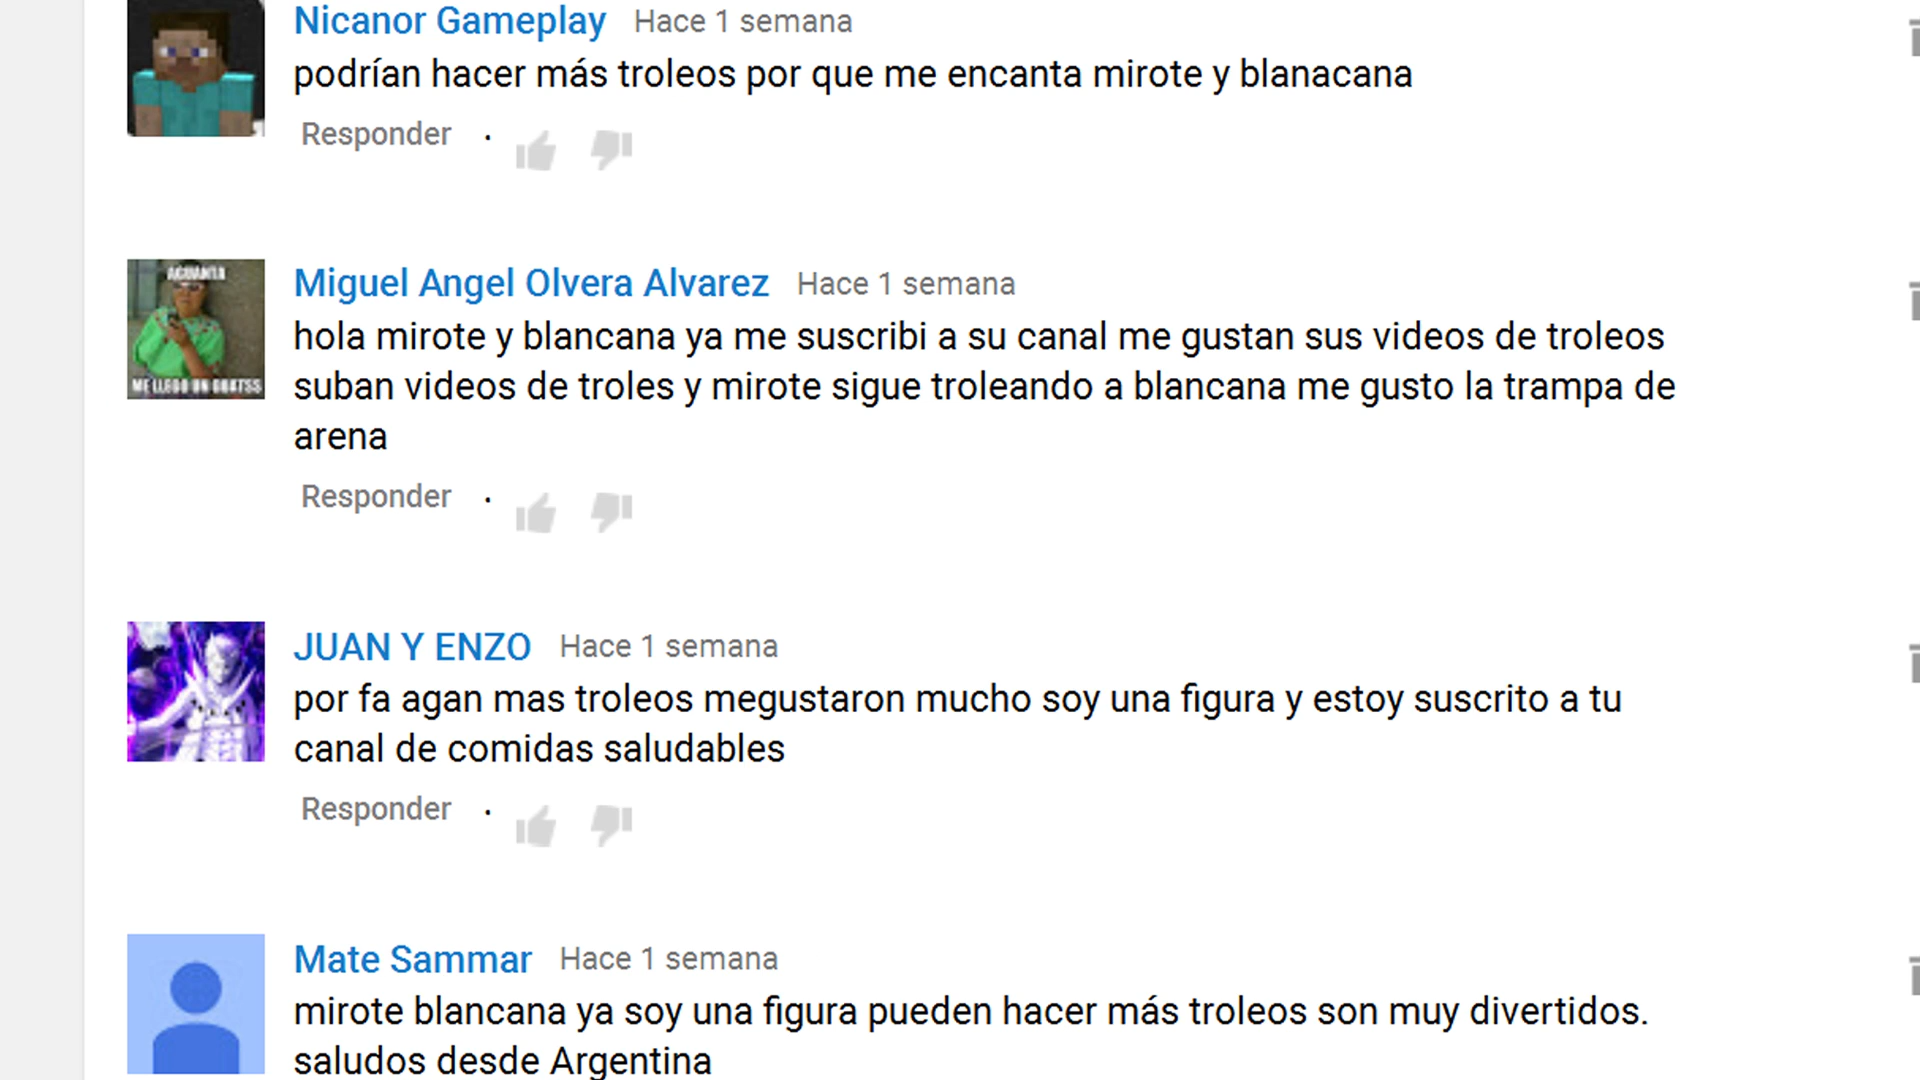 Nicanor Gameplay Hace 1 semana
podrían hacer más troleos por que me encanta mirote y blanacana
Responder ·
AGUANTA
ME LLEGO UN GUATSS
Miguel Angel Olvera Alvarez Hace 1 semana
hola mirote y blancana ya me suscribi a su canal me gustan sus videos de troleos
suban videos de troles y mirote sigue troleando a blancana me gusto la trampa de
arena
Responder ·
JUAN Y ENZO Hace 1 semana
por fa agan mas troleos megustaron mucho soy una figura y estoy suscrito a tu
canal de comidas saludables
Responder ·
Mate Sammar Hace 1 semana
mirote blancana ya soy una figura pueden hacer más troleos son muy divertidos.
saludos desde Argentina